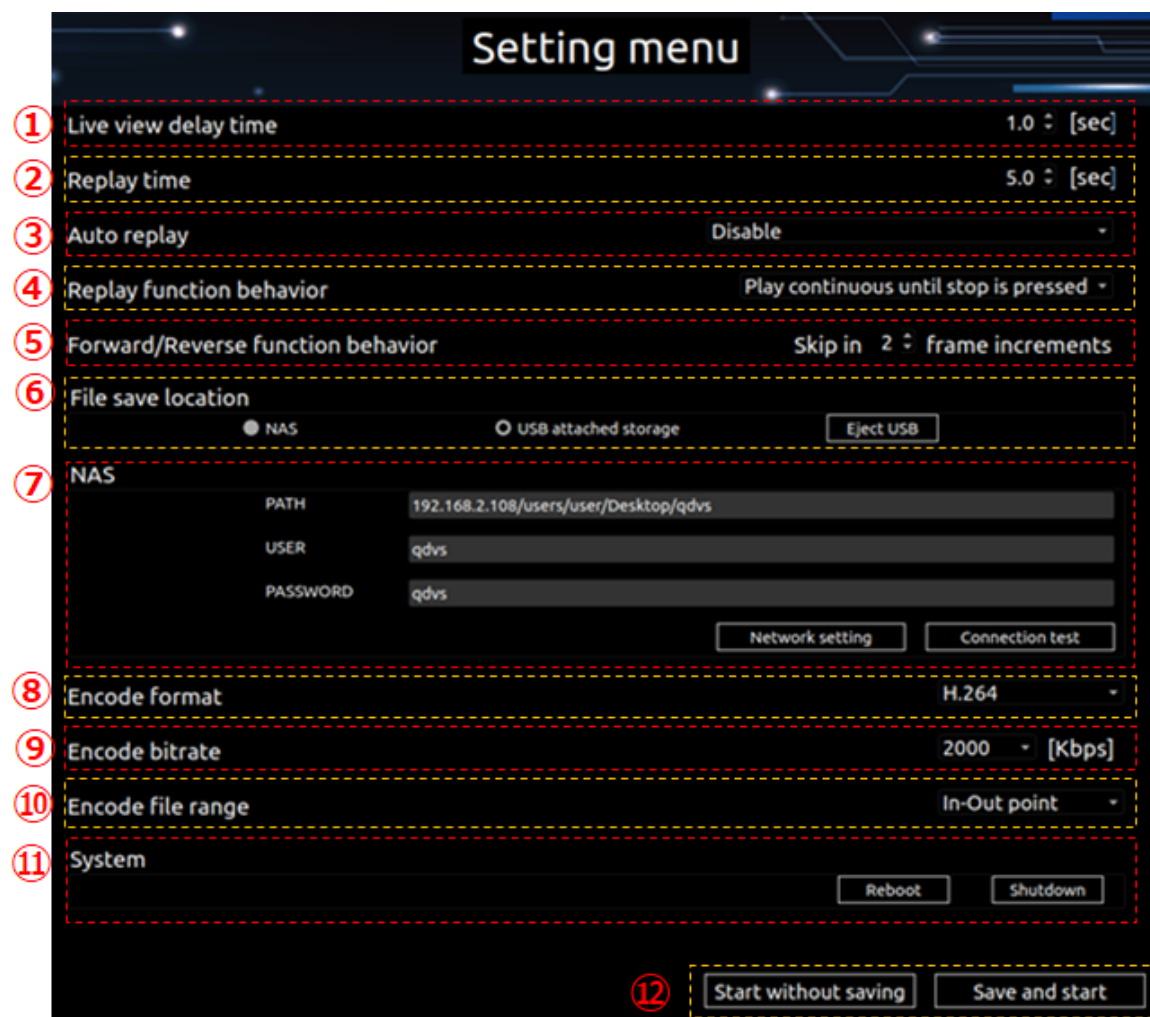 Setting menu
① Live view delay time 1.0 [sec]
② Replay time 5.0 [sec]
③ Auto replay Disable
④ Replay function behavior Play continuous until stop is pressed
⑤ Forward/Reverse function behavior Skip in 2 frame increments
⑥ File save location
NAS USB attached storage Eject USB
⑦ NAS
PATH 192.168.2.108/users/user/Desktop/qdvs
USER qdvs
PASSWORD qdvs
Network setting Connection test
⑧ Encode format H.264
⑨ Encode bitrate 2000 [Kbps]
⑩ Encode file range In-Out point
⑪ System
Reboot Shutdown
⑫ Start without saving Save and start